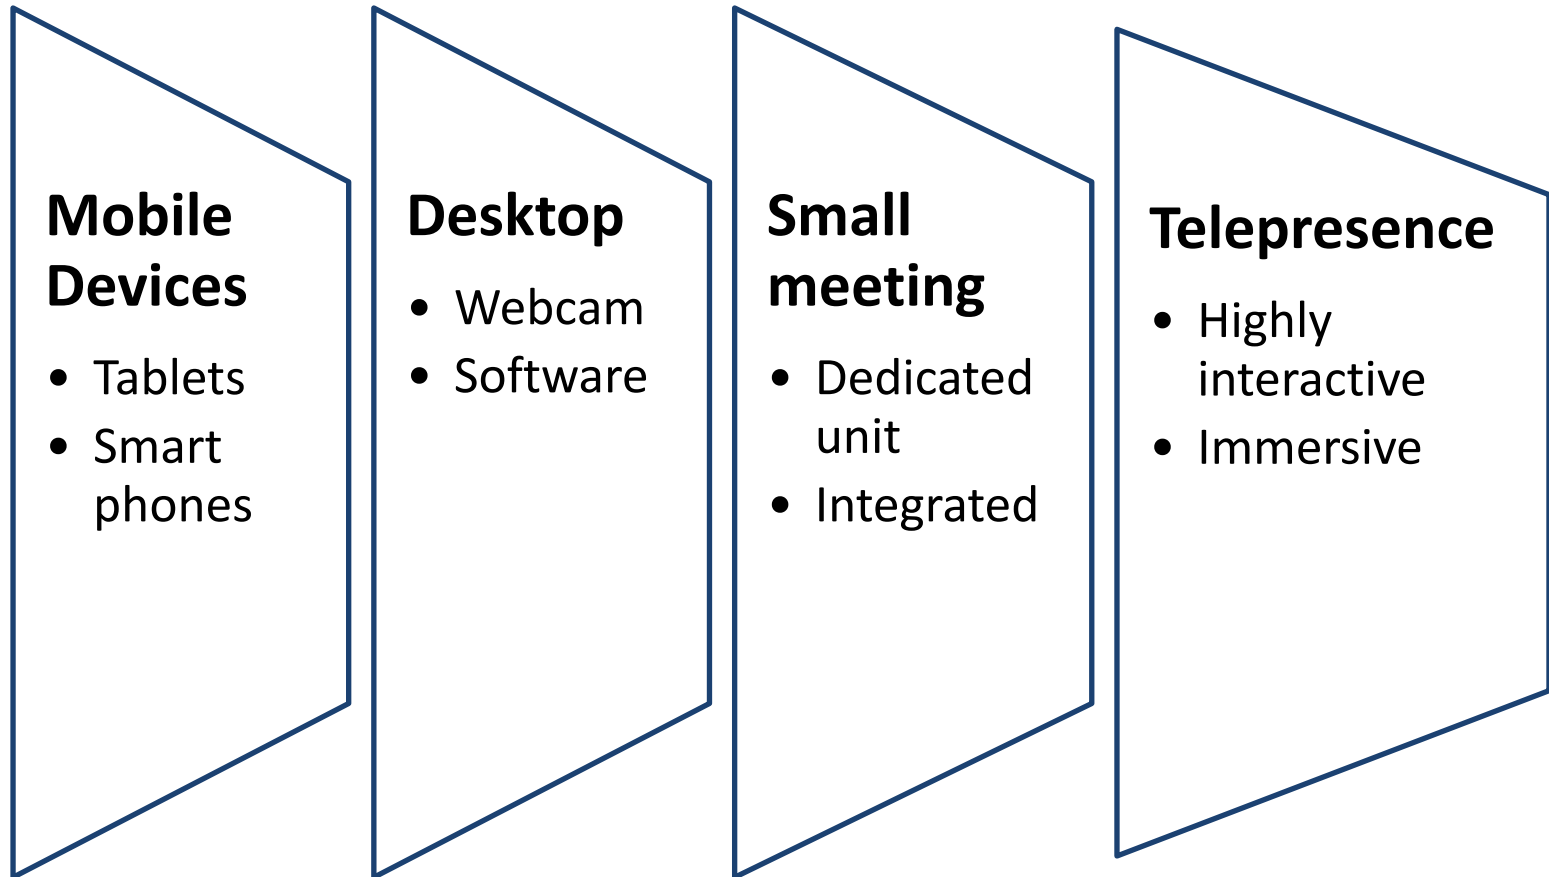 Mobile
Devices
• Tablets
• Smart
phones
Desktop
• Webcam
• Software
Small
meeting
• Dedicated
unit
• Integrated
Telepresence
• Highly
interactive
• Immersive